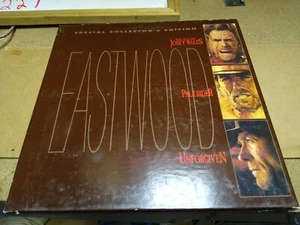 SPECIAL COLLECTOR'S EDITION
JOSEY WALES
EASTWOOD
PALE RIDER
UNFORGIVEN